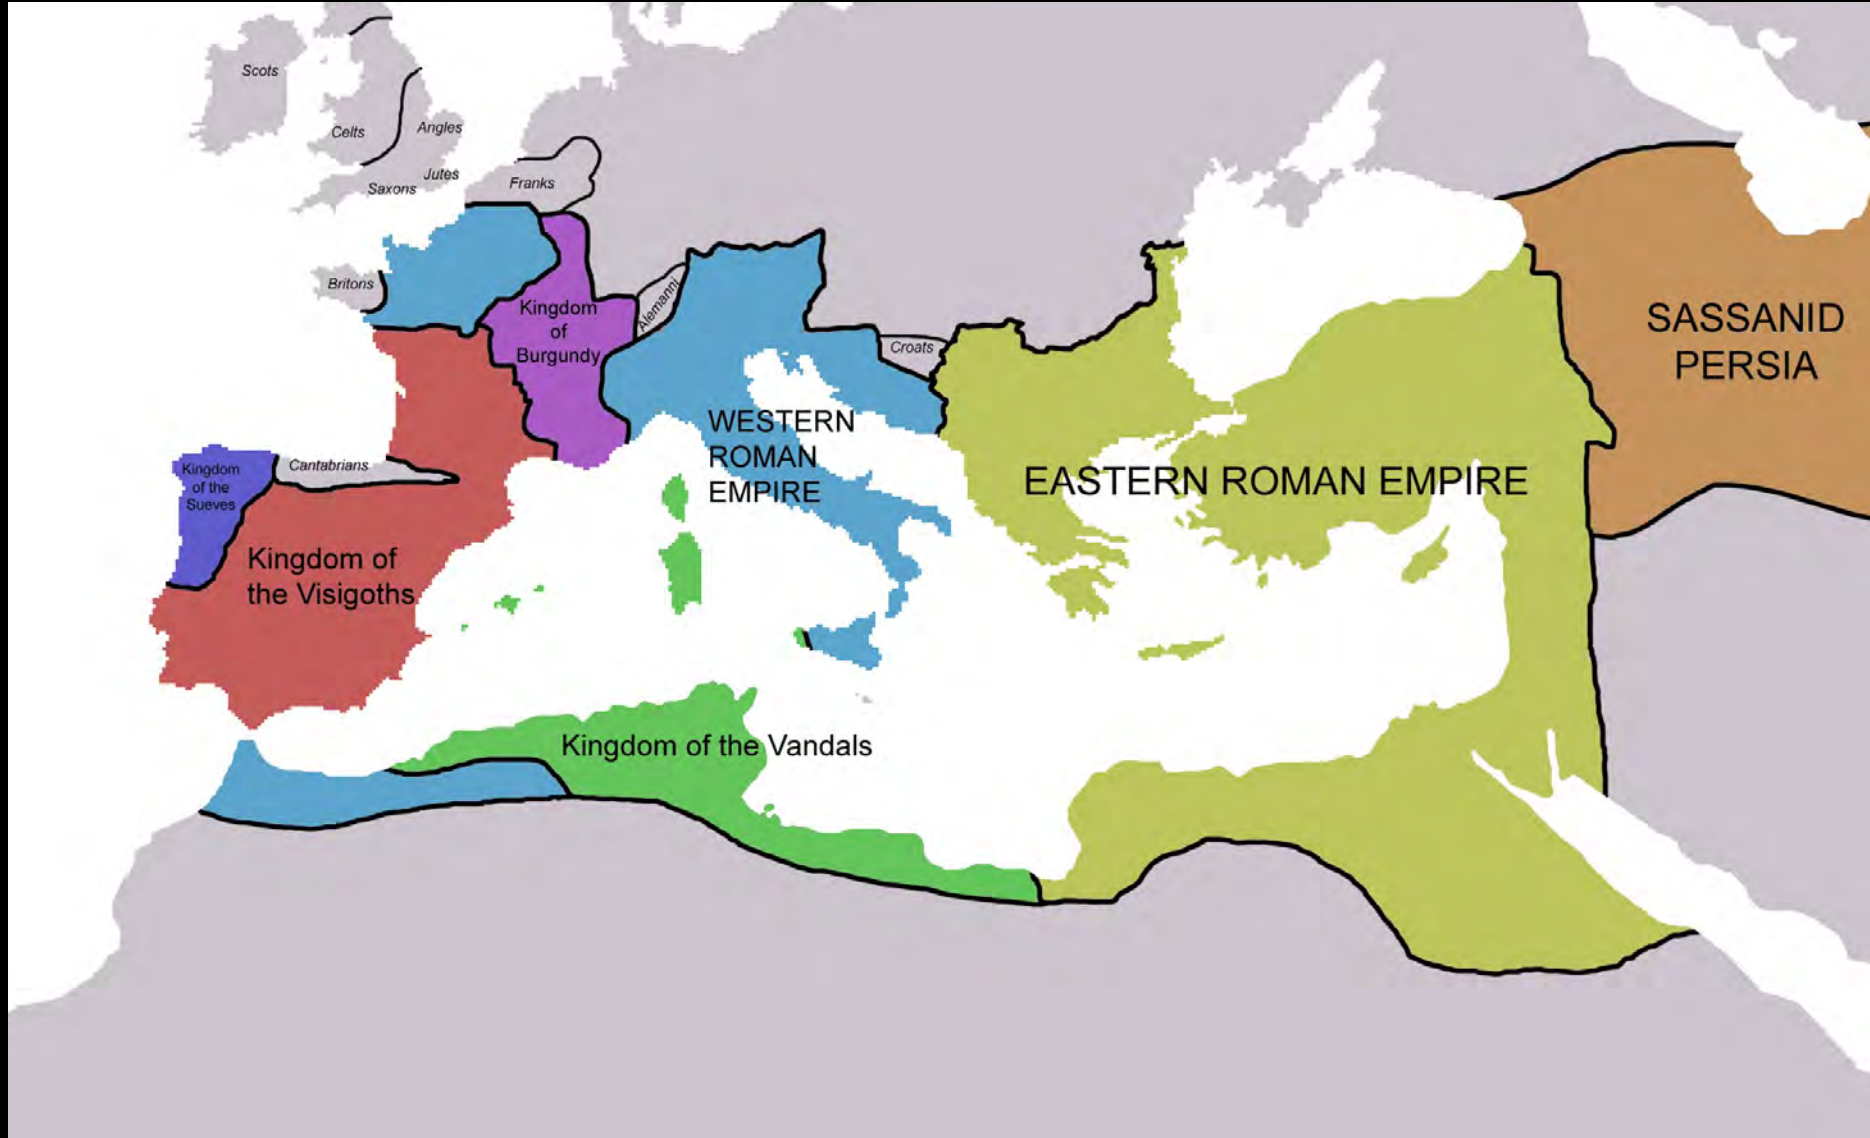 Scots
Celts
Angles
Jutes
Saxons
Franks
Britons
Kingdom
of
Burgundy
Alemanni
Croats
SASSANID
PERSIA
WESTERN
ROMAN
EMPIRE
EASTERN ROMAN EMPIRE
Kingdom
of the
Sueves
Cantabrians
Kingdom of
the Visigoths
Kingdom of the Vandals